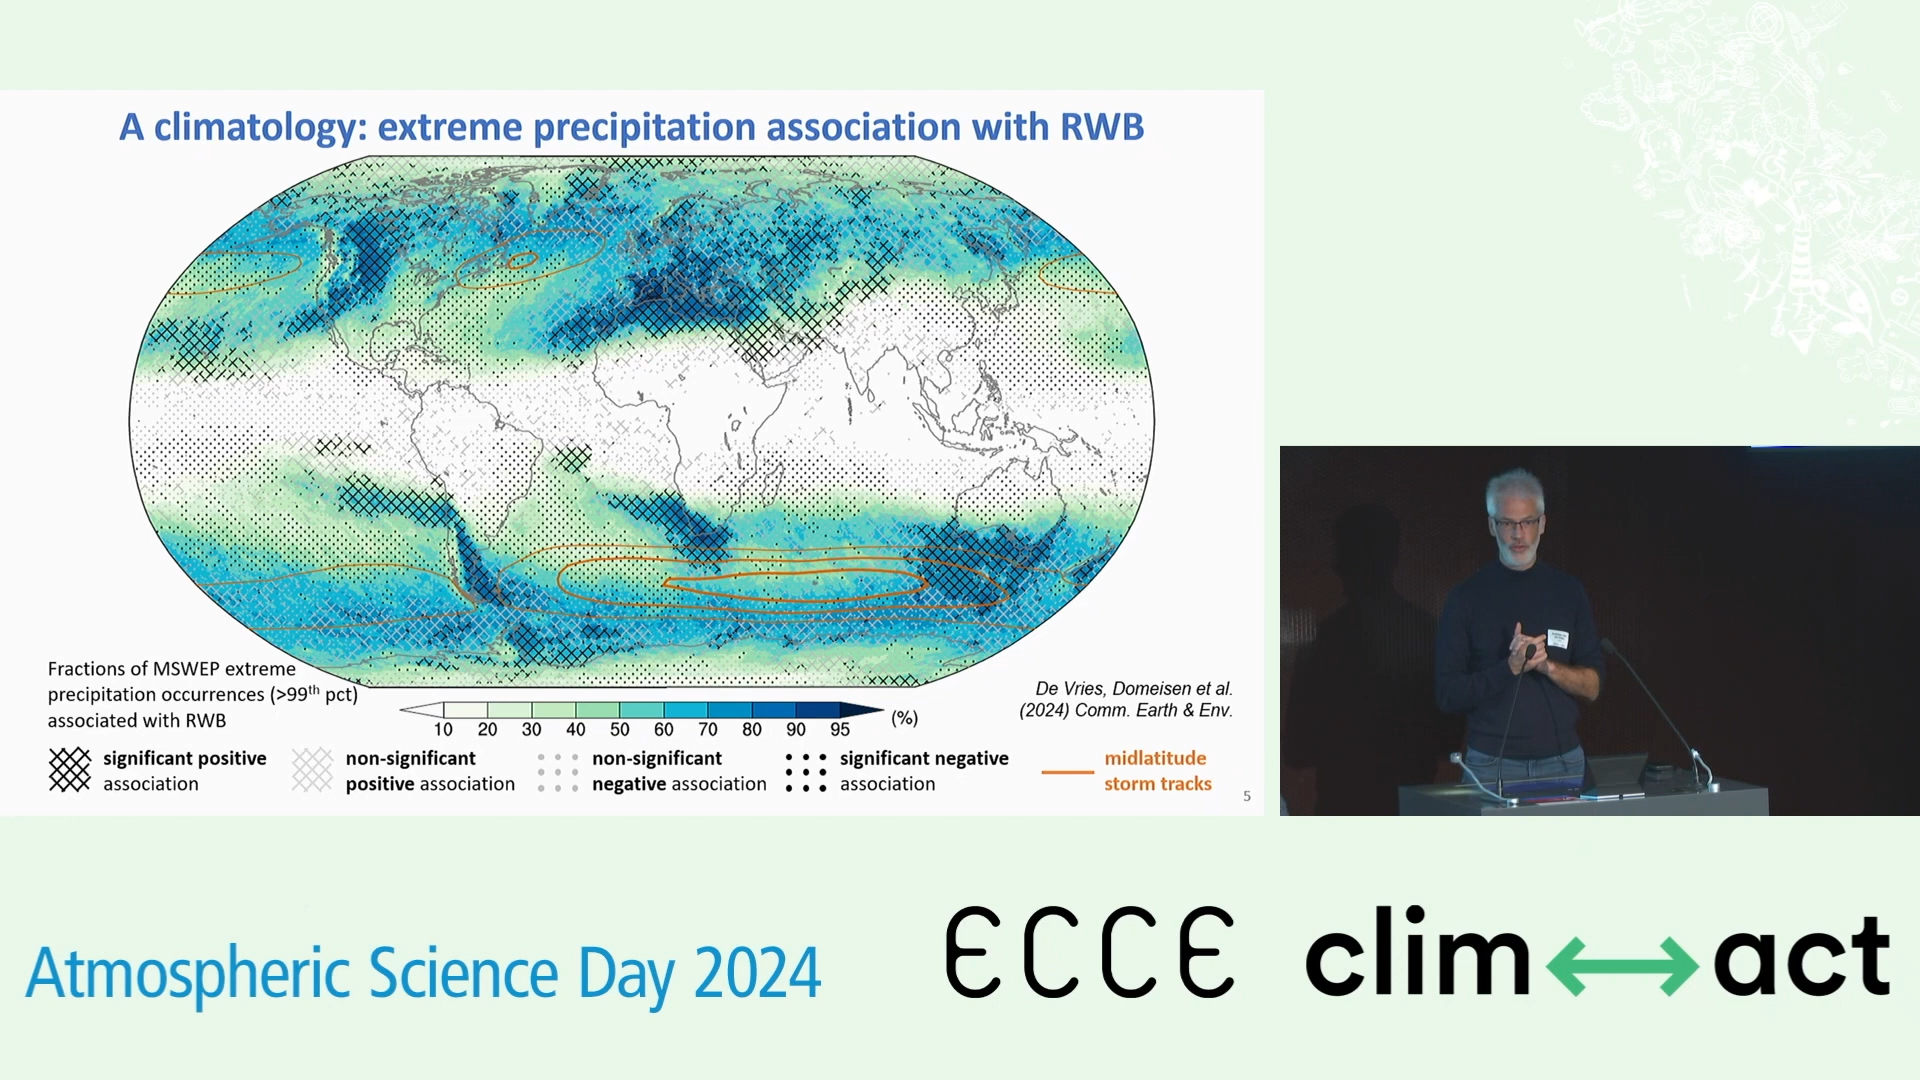 A climatology: extreme precipitation association with RWB
Fractions of MSWEP extreme
precipitation occurrences (>99th pct)
associated with RWB
10 20 30 40 50 60 70 80 90 95 (%)
De Vries, Domeisen et al.
(2024) Comm. Earth & Env.
significant positive
association
non-significant
positive association
non-significant
negative association
significant negative
association
midlatitude
storm tracks
5
Atmospheric Science Day 2024
ECCE
clim↔act